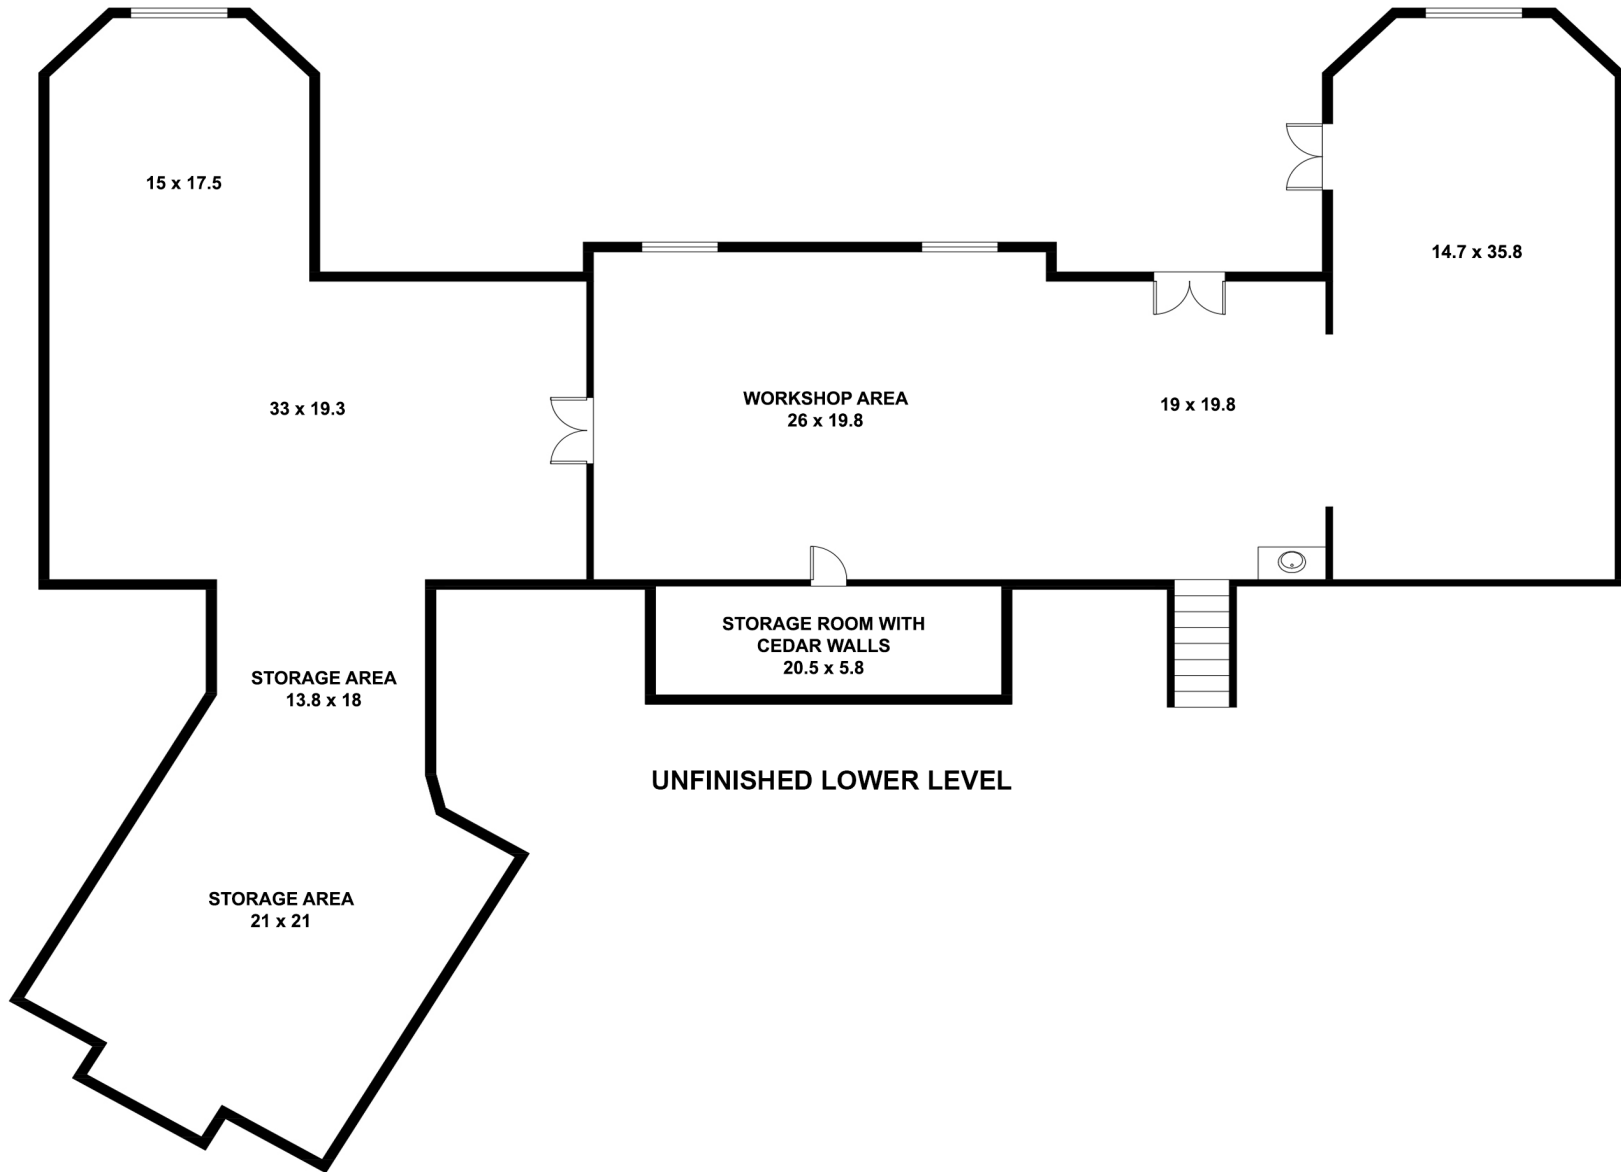 15 x 17.5
14.7 x 35.8
33 x 19.3
WORKSHOP AREA
26 x 19.8
19 x 19.8
STORAGE ROOM WITH
CEDAR WALLS
20.5 x 5.8
STORAGE AREA
13.8 x 18
UNFINISHED LOWER LEVEL
STORAGE AREA
21 x 21